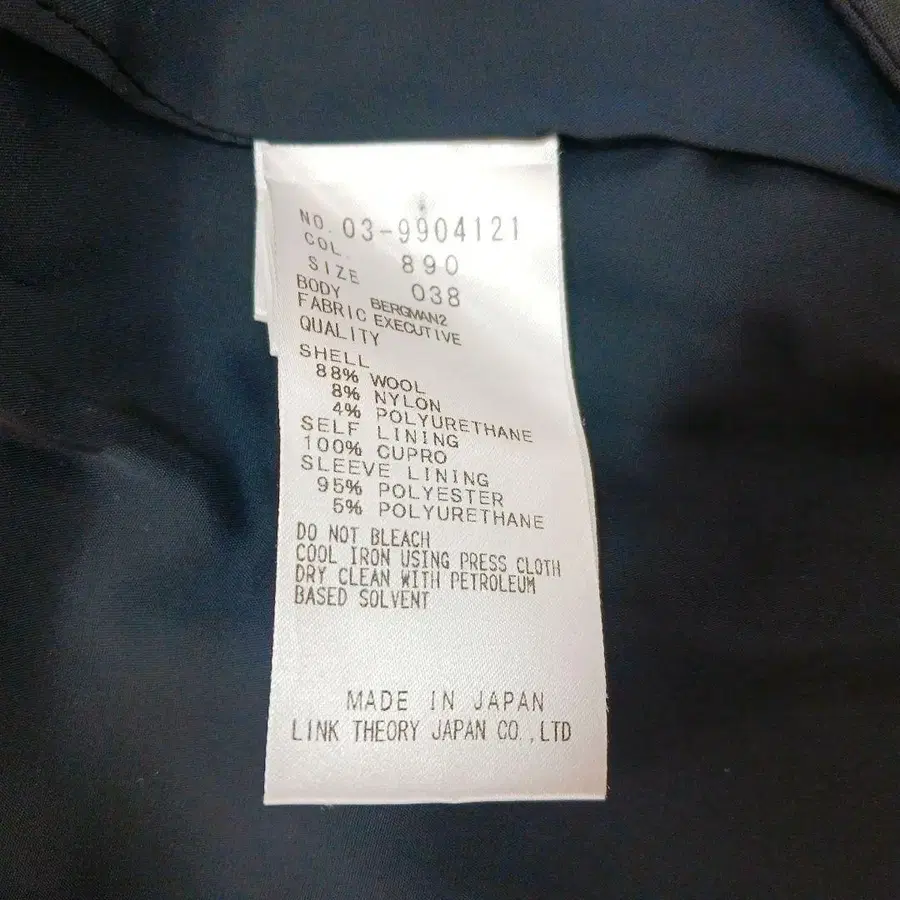 NO. 03-9904121
COL. 890
SIZE 038
BODY BERGMAN2
FABRIC EXECUTIVE
QUALITY
SHELL
88% WOOL
8% NYLON
4% POLYURETHANE
SELF LINING
100% CUPRO
SLEEVE LINING
95% POLYESTER
5% POLYURETHANE
DO NOT BLEACH
COOL IRON USING PRESS CLOTH
DRY CLEAN WITH PETROLEUM
BASED SOLVENT
MADE IN JAPAN
LINK THEORY JAPAN CO.,LTD